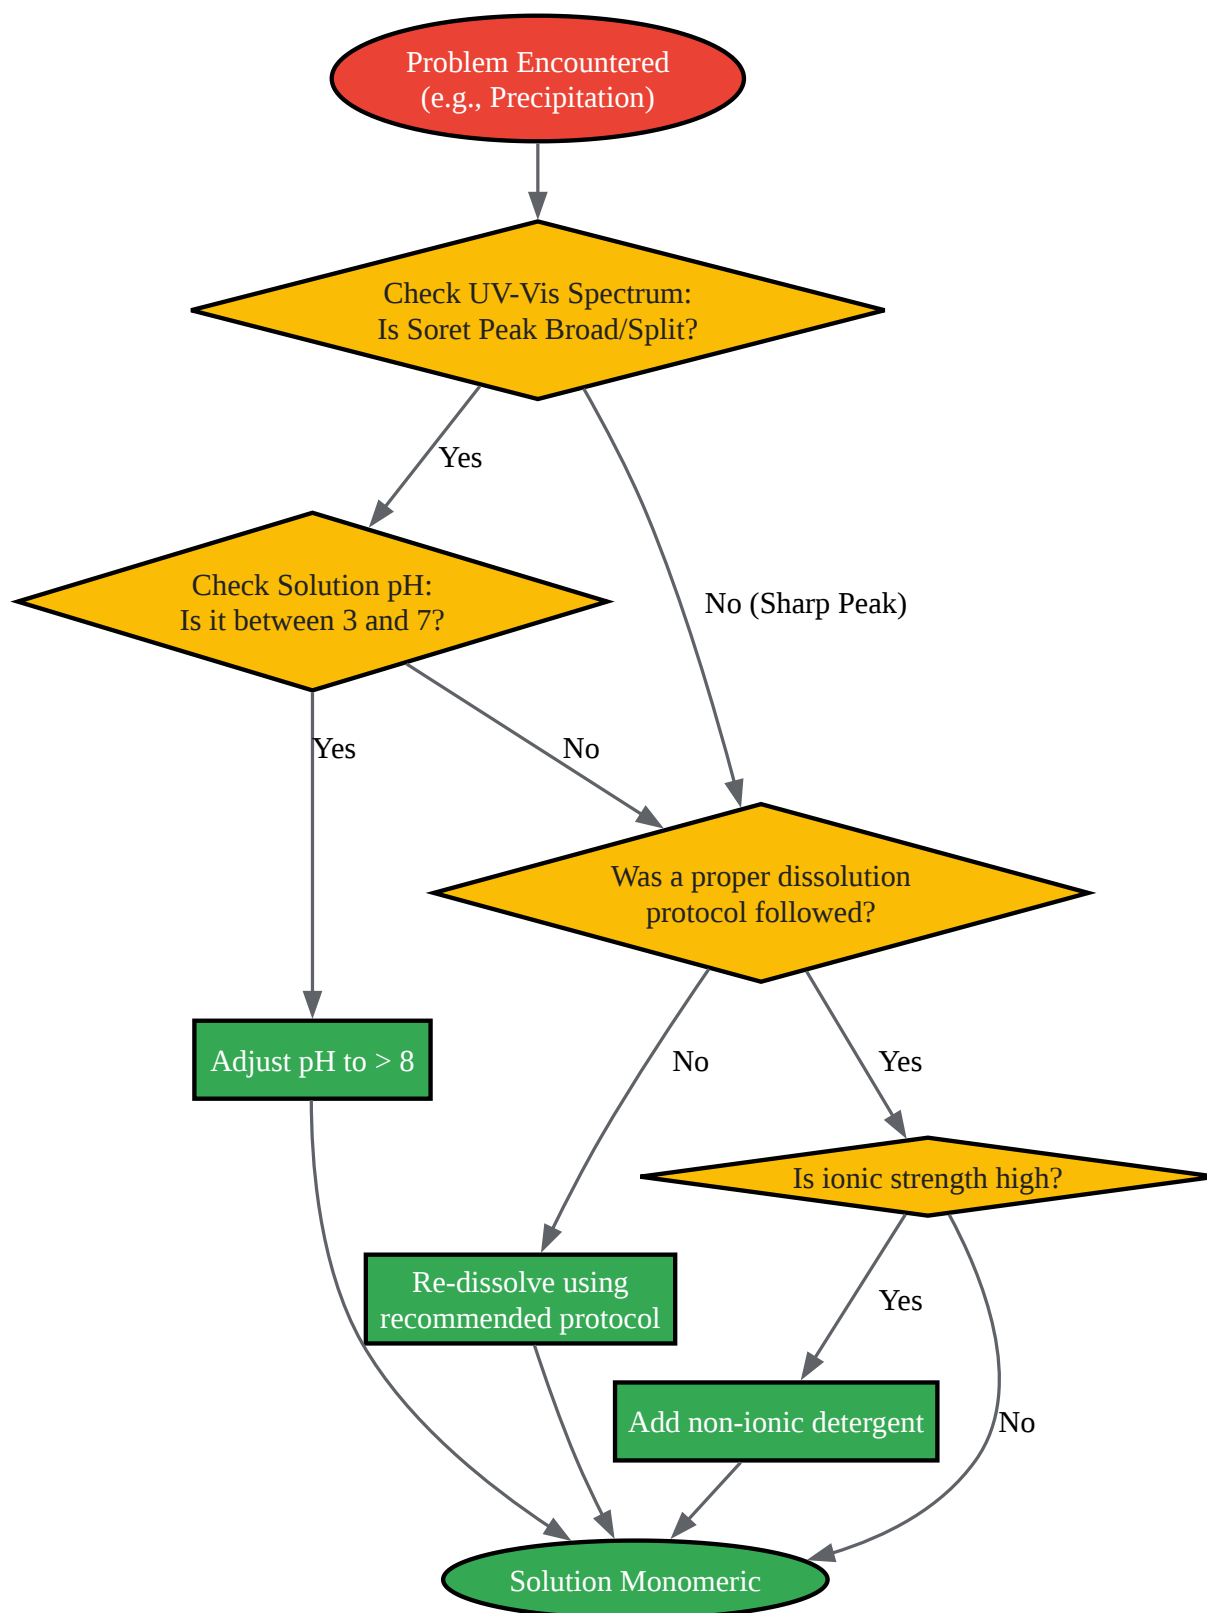 Problem Encountered
(e.g., Precipitation)
Check UV-Vis Spectrum:
Is Soret Peak Broad/Split?
Yes
No (Sharp Peak)
Check Solution pH:
Is it between 3 and 7?
Yes
No
Was a proper dissolution
protocol followed?
Adjust pH to > 8
No
Yes
Is ionic strength high?
Re-dissolve using
recommended protocol
Yes
Add non-ionic detergent
No
Solution Monomeric